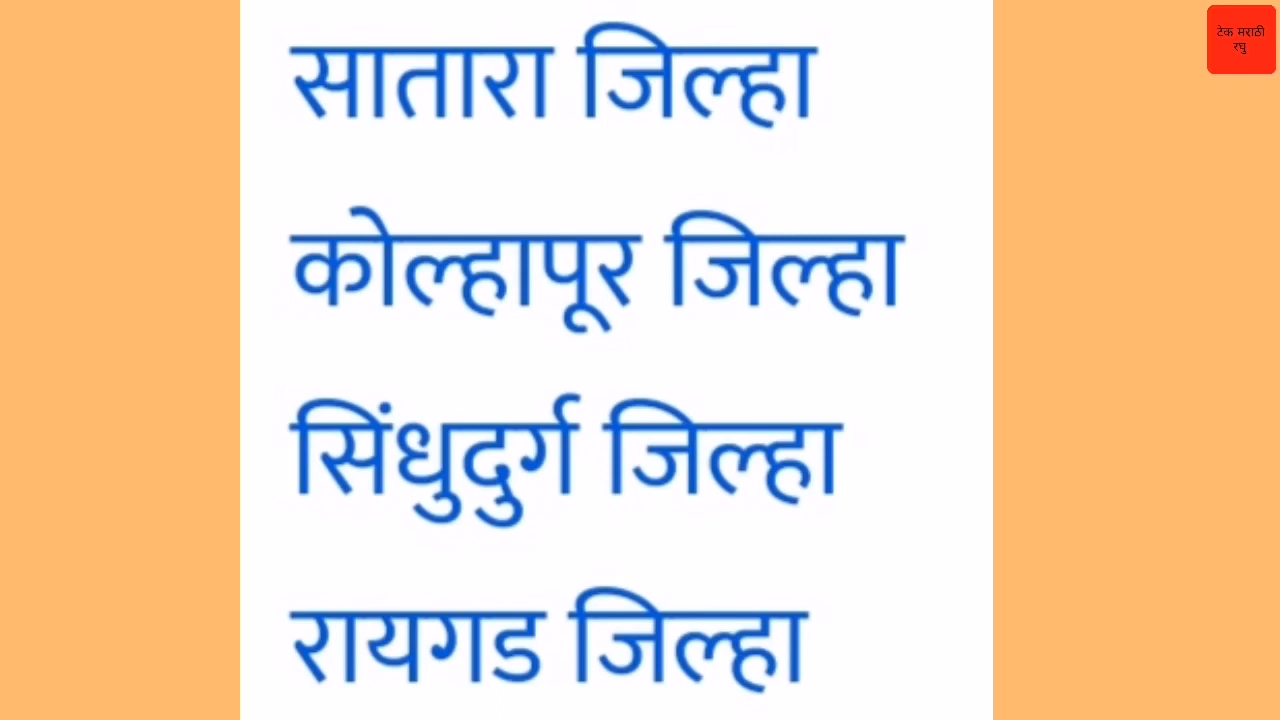 सातारा जिल्हा
कोल्हापूर जिल्हा
सिंधुदुर्ग जिल्हा
रायगड जिल्हा
टेक मराठी
रघु